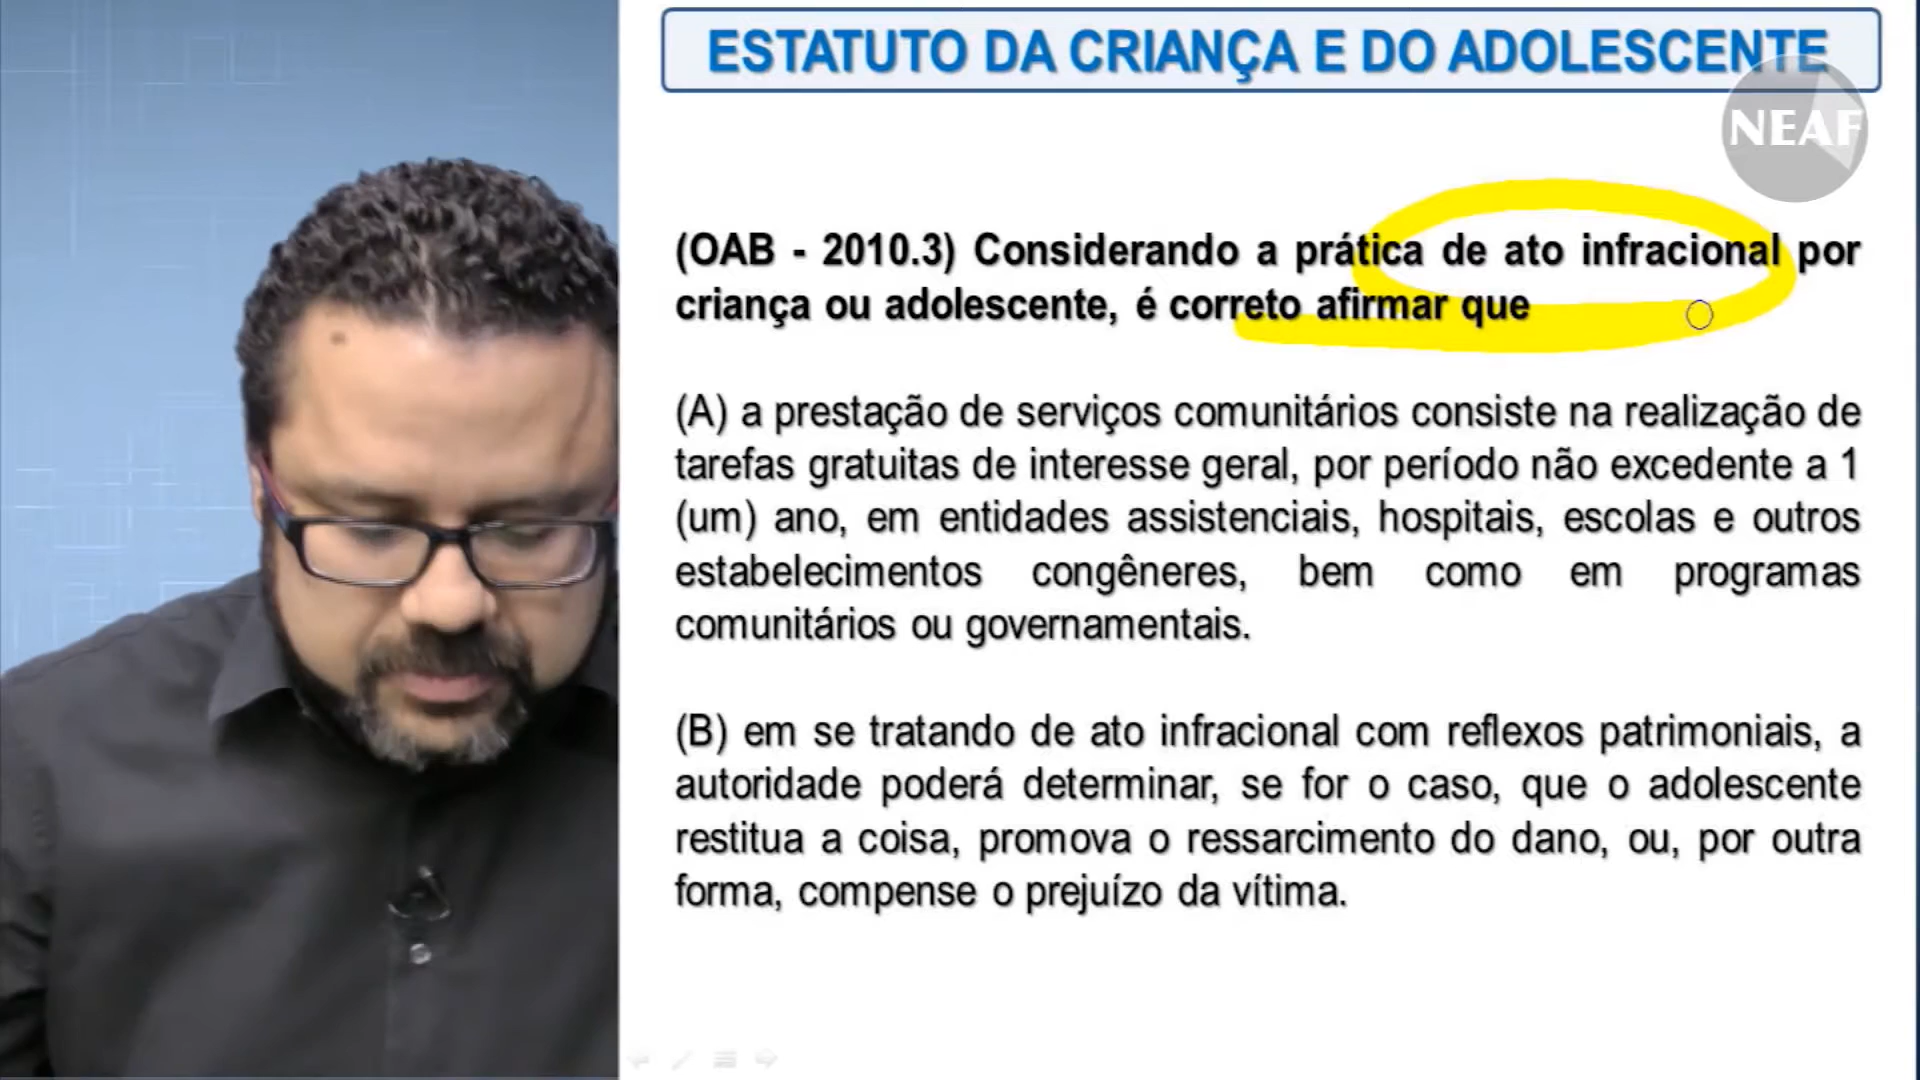 ESTATUTO DA CRIANÇA E DO ADOLESCENTE
NEAF
(OAB - 2010.3) Considerando a prática de ato infracional por
criança ou adolescente, é correto afirmar que
(A) a prestação de serviços comunitários consiste na realização de
tarefas gratuitas de interesse geral, por período não excedente a 1
(um) ano, em entidades assistenciais, hospitais, escolas e outros
estabelecimentos congêneres, bem como em programas
comunitários ou governamentais.
(B) em se tratando de ato infracional com reflexos patrimoniais, a
autoridade poderá determinar, se for o caso, que o adolescente
restitua a coisa, promova o ressarcimento do dano, ou, por outra
forma, compense o prejuízo da vítima.